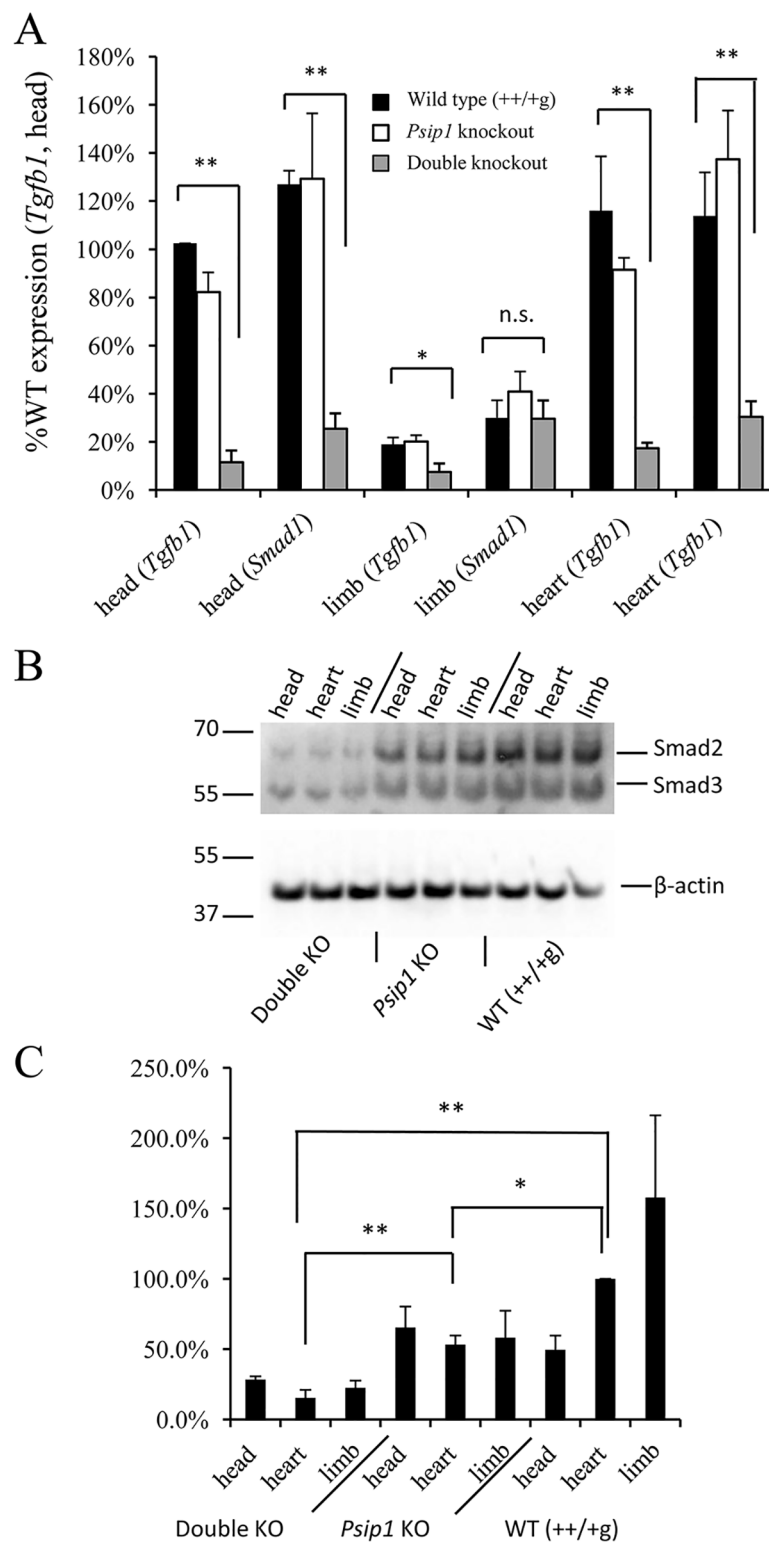 A
%WT expression (Tgfb1, head)
180%
160%
140%
120%
100%
80%
60%
40%
20%
0%
**
**
*
n.s.
**
**
Wild type (++/+g)
Psip1 knockout
Double knockout
head (Tgfb1)
head (Smad1)
limb (Tgfb1)
limb (Smad1)
heart (Tgfb1)
heart (Tgfb1)
B
head heart limb head heart limb head heart limb
70
55
Smad2
Smad3
55
37
β-actin
Double KO Psip1 KO WT (++/+g)
C
250.0%
200.0%
150.0%
100.0%
50.0%
0.0%
**
*
**
head heart limb head heart limb head heart limb
Double KO Psip1 KO WT (++/+g)